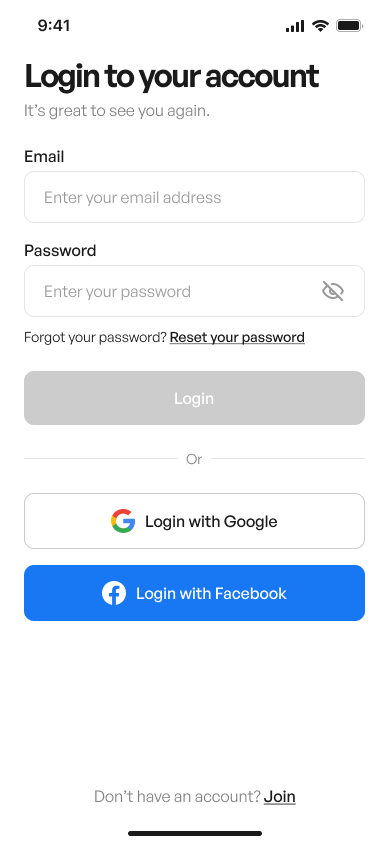 9:41
Login to your account
It’s great to see you again.
Email
Enter your email address
Password
Enter your password
Forgot your password? Reset your password
Login
Or
Login with Google
Login with Facebook
Don’t have an account? Join